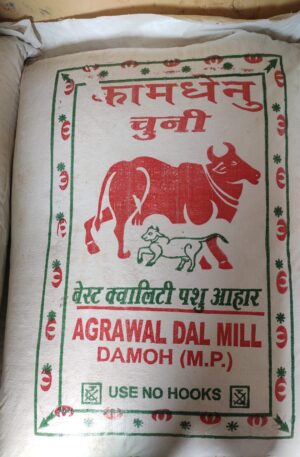 कामधेनु
चुनी
बेस्ट क्वालिटी पशु आहार
AGRAWAL DAL MILL
DAMOH (M.P.)
USE NO HOOKS